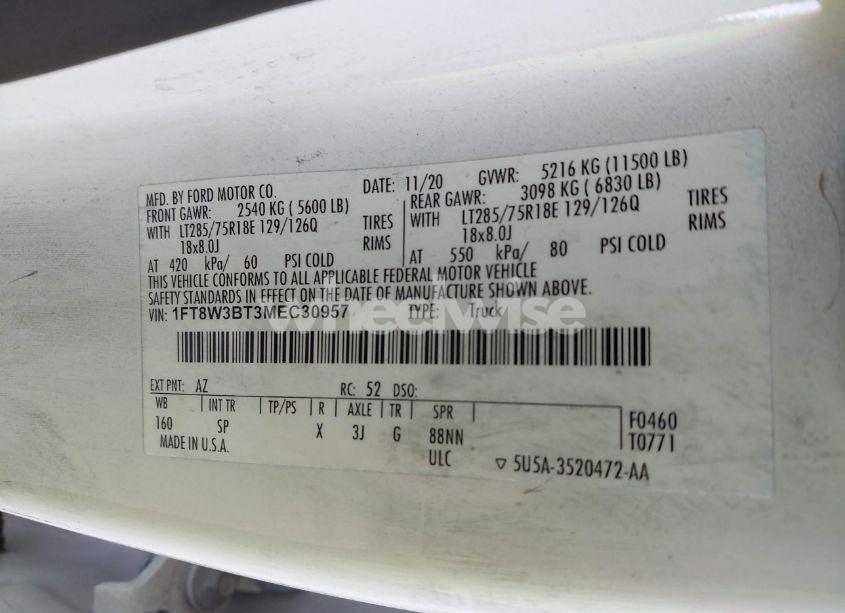 MFD. BY FORD MOTOR CO. DATE: 11/20 GVWR: 5216 KG (11500 LB)
FRONT GAWR: 2540 KG ( 5600 LB) REAR GAWR: 3098 KG ( 6830 LB)
WITH LT285/75R18E 129/126Q TIRES WITH LT285/75R18E 129/126Q TIRES
18x8.0J RIMS 18x8.0J RIMS
AT 420 kPa/ 60 PSI COLD AT 550 kPa/ 80 PSI COLD
THIS VEHICLE CONFORMS TO ALL APPLICABLE FEDERAL MOTOR VEHICLE
SAFETY STANDARDS IN EFFECT ON THE DATE OF MANUFACTURE SHOWN ABOVE.
VIN: 1FT8W3BT3MEC30957 TYPE: Truck
wheelwise
EXT PNT: AZ RC: 52 DSO:
WB INT TR TP/PS R AXLE TR SPR
160 SP X 3J G 88NN F0460
MADE IN U.S.A. ULC T0771
▽ 5U5A-3520472-AA